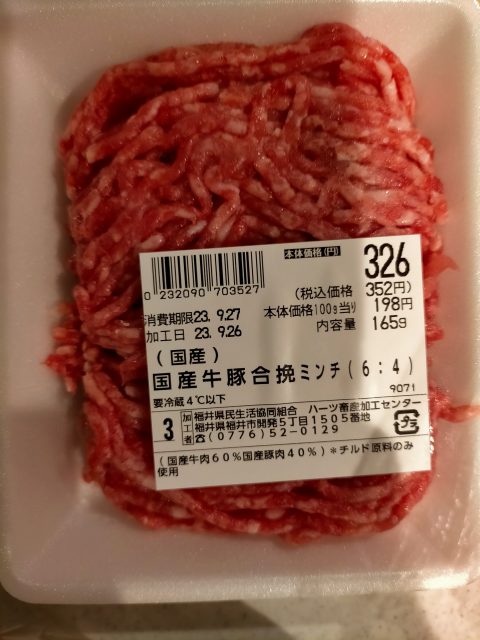 本体価格(円) 326
0 232090 703527
(税込価格 352円)
消費期限23. 9.27 本体価格100g当り 198円
加工日 23. 9.26 内容量 165g
(国産)
国産牛豚合挽ミンチ(6:4)
要冷蔵4℃以下 9071
3 加工者 福井県民生活協同組合 ハーツ畜産加工センター
福井県福井市開発5丁目1505番地
☎(0776)52-0129 プラ
(国産牛肉60%国産豚肉40%)*チルド原料のみ
使用